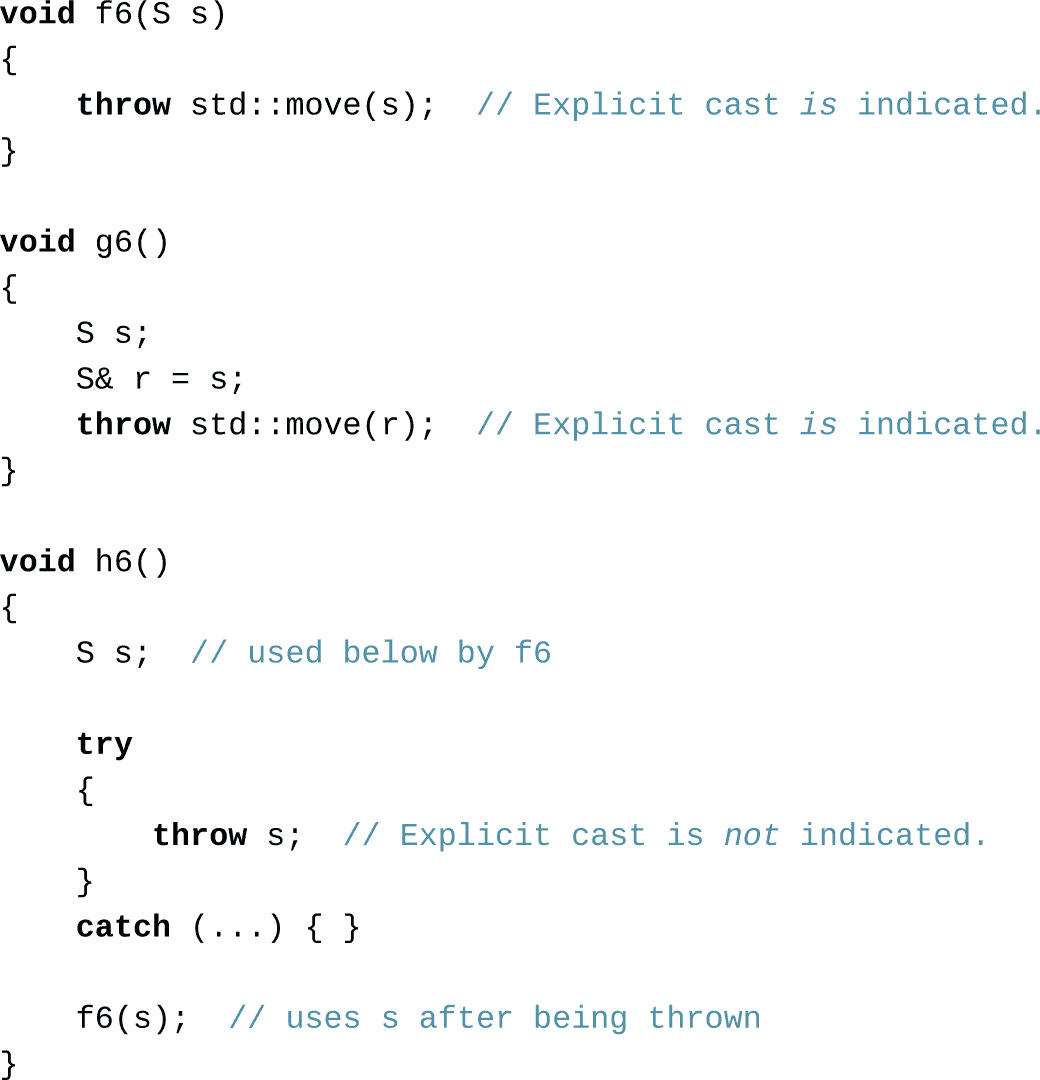 void f6(S s)
{
    throw std::move(s);  // Explicit cast is indicated.
}

void g6()
{
    S s;
    S& r = s;
    throw std::move(r);  // Explicit cast is indicated.
}

void h6()
{
    S s;  // used below by f6

    try
    {
        throw s;  // Explicit cast is not indicated.
    }
    catch (...) { }

    f6(s);  // uses s after being thrown
}